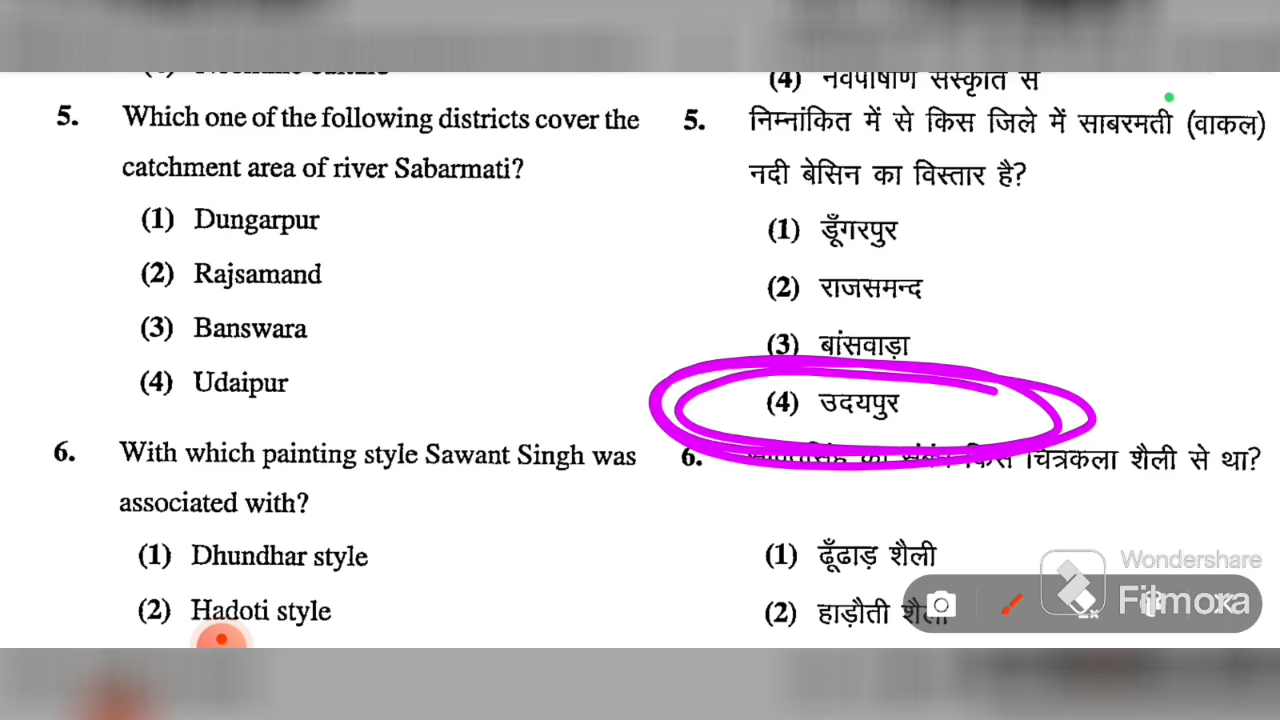 (4) नवपाषाण संस्कृति से
5. Which one of the following districts cover the
catchment area of river Sabarmati?
(1) Dungarpur
(2) Rajsamand
(3) Banswara
(4) Udaipur
6. With which painting style Sawant Singh was
associated with?
(1) Dhundhar style
(2) Hadoti style
5. निम्नांकित में से किस जिले में साबरमती (वाकल)
नदी बेसिन का विस्तार है?
(1) डूँगरपुर
(2) राजसमन्द
(3) बांसवाड़ा
(4) उदयपुर
6. किस चित्रकला शैली से था?
(1) ढूँढाड़ शैली
(2) हाड़ौती शैली
Wondershare
Filmora